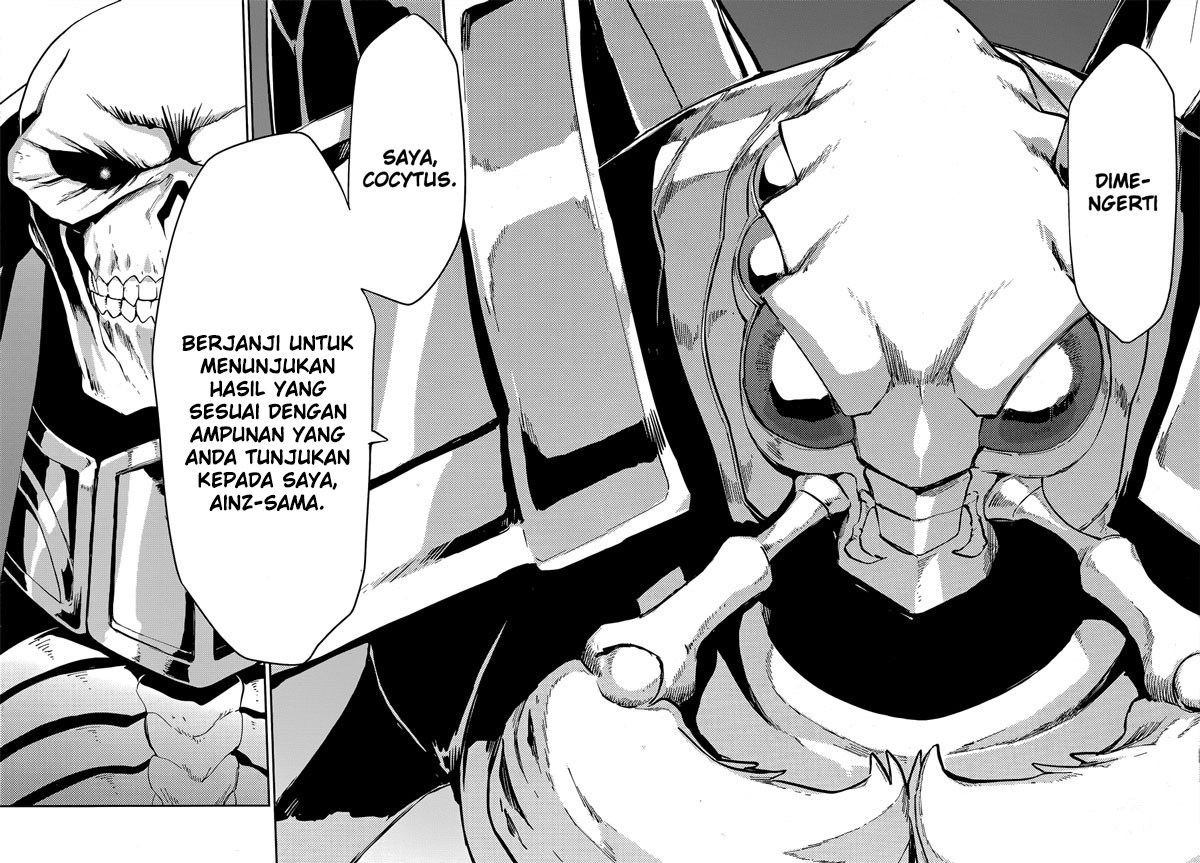 DIME-
NGERTI
SAYA,
COCYTUS.
BERJANJI UNTUK
MENUNJUKAN
HASIL YANG
SESUAI DENGAN
AMPUNAN YANG
ANDA TUNJUKAN
KEPADA SAYA,
AINZ-SAMA.